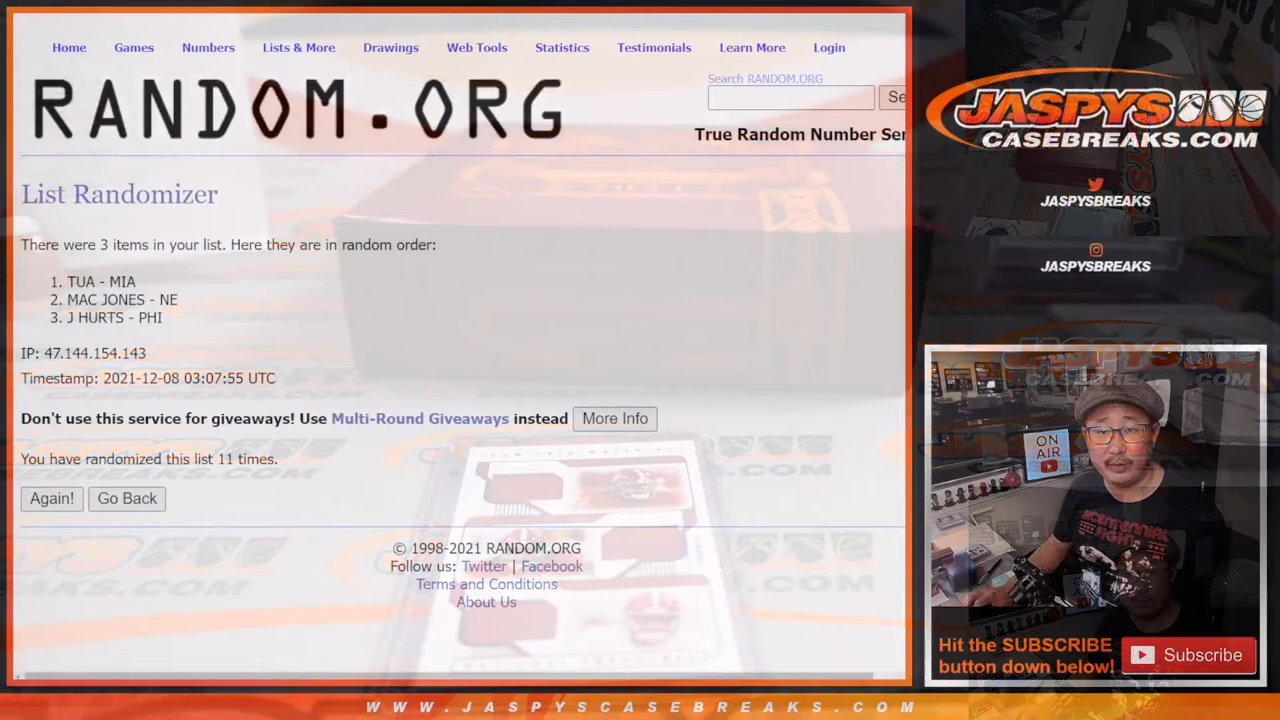 Home Games Numbers Lists & More Drawings Web Tools Statistics Testimonials Learn More Login
RANDOM.ORG
Search RANDOM.ORG
Se
True Random Number Ser
List Randomizer
There were 3 items in your list. Here they are in random order:
1. TUA - MIA
2. MAC JONES - NE
3. J HURTS - PHI
IP: 47.144.154.143
Timestamp: 2021-12-08 03:07:55 UTC
Don't use this service for giveaways! Use Multi-Round Giveaways instead More Info
You have randomized this list 11 times.
Again! Go Back
© 1998-2021 RANDOM.ORG
Follow us: Twitter | Facebook
Terms and Conditions
About Us
JASPYS
CASEBREAKS.COM
JASPYSBREAKS
JASPYSBREAKS
ON
AIR
Hit the SUBSCRIBE
button down below!
Subscribe
WWW.JASPYSCASEBREAKS.COM